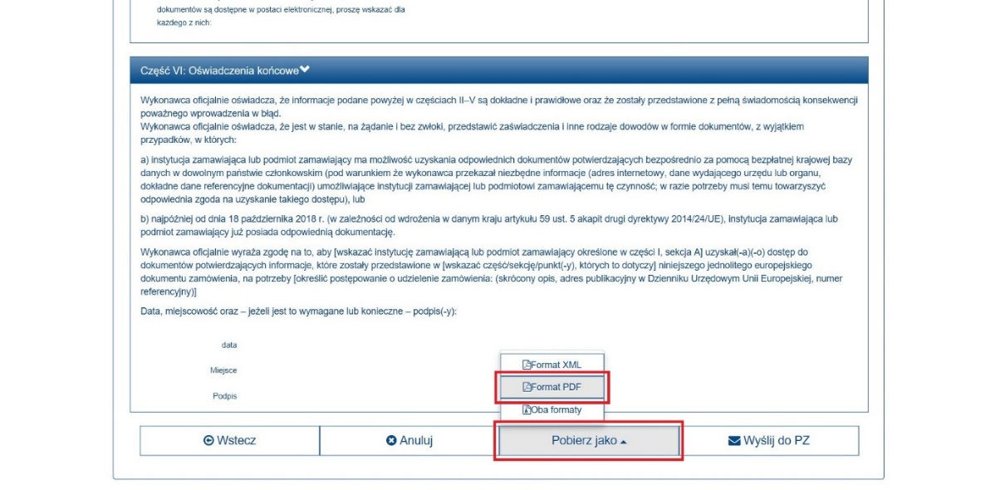 dokumentów są dostępne w postaci elektronicznej, proszę wskazać dla
każdego z nich:
Część VI: Oświadczenia końcowe
Wykonawca oficjalnie oświadcza, że informacje podane powyżej w częściach II–V są dokładne i prawidłowe oraz że zostały przedstawione z pełną świadomością konsekwencji
poważnego wprowadzenia w błąd.
Wykonawca oficjalnie oświadcza, że jest w stanie, na żądanie i bez zwłoki, przedstawić zaświadczenia i inne rodzaje dowodów w formie dokumentów, z wyjątkiem
przypadków, w których:
a) instytucja zamawiająca lub podmiot zamawiający ma możliwość uzyskania odpowiednich dokumentów potwierdzających bezpośrednio za pomocą bezpłatnej krajowej bazy
danych w dowolnym państwie członkowskim (pod warunkiem że wykonawca przekazał niezbędne informacje (adres internetowy, dane wydającego urzędu lub organu,
dokładne dane referencyjne dokumentacji) umożliwiające instytucji zamawiającej lub podmiotowi zamawiającemu tę czynność; w razie potrzeby musi temu towarzyszyć
odpowiednia zgoda na uzyskanie takiego dostępu), lub
b) najpóźniej od dnia 18 października 2018 r. (w zależności od wdrożenia w danym kraju artykułu 59 ust. 5 akapit drugi dyrektywy 2014/24/UE), instytucja zamawiająca lub
podmiot zamawiający już posiada odpowiednią dokumentację.
Wykonawca oficjalnie wyraża zgodę na to, aby [wskazać instytucję zamawiającą lub podmiot zamawiający określone w części I, sekcja A] uzyskał(-a)(-o) dostęp do
dokumentów potwierdzających informacje, które zostały przedstawione w [wskazać część/sekcję/punkt(-y), których to dotyczy] niniejszego jednolitego europejskiego
dokumentu zamówienia, na potrzeby [określić postępowanie o udzielenie zamówienia: (skrócony opis, adres publikacyjny w Dzienniku Urzędowym Unii Europejskiej, numer
referencyjny)]
Data, miejscowość oraz – jeżeli jest to wymagane lub konieczne – podpis(-y):
data
Miejsce
Podpis
Format XML
Format PDF
Oba formaty
Wstecz
Anuluj
Pobierz jako
Wyślij do PZ